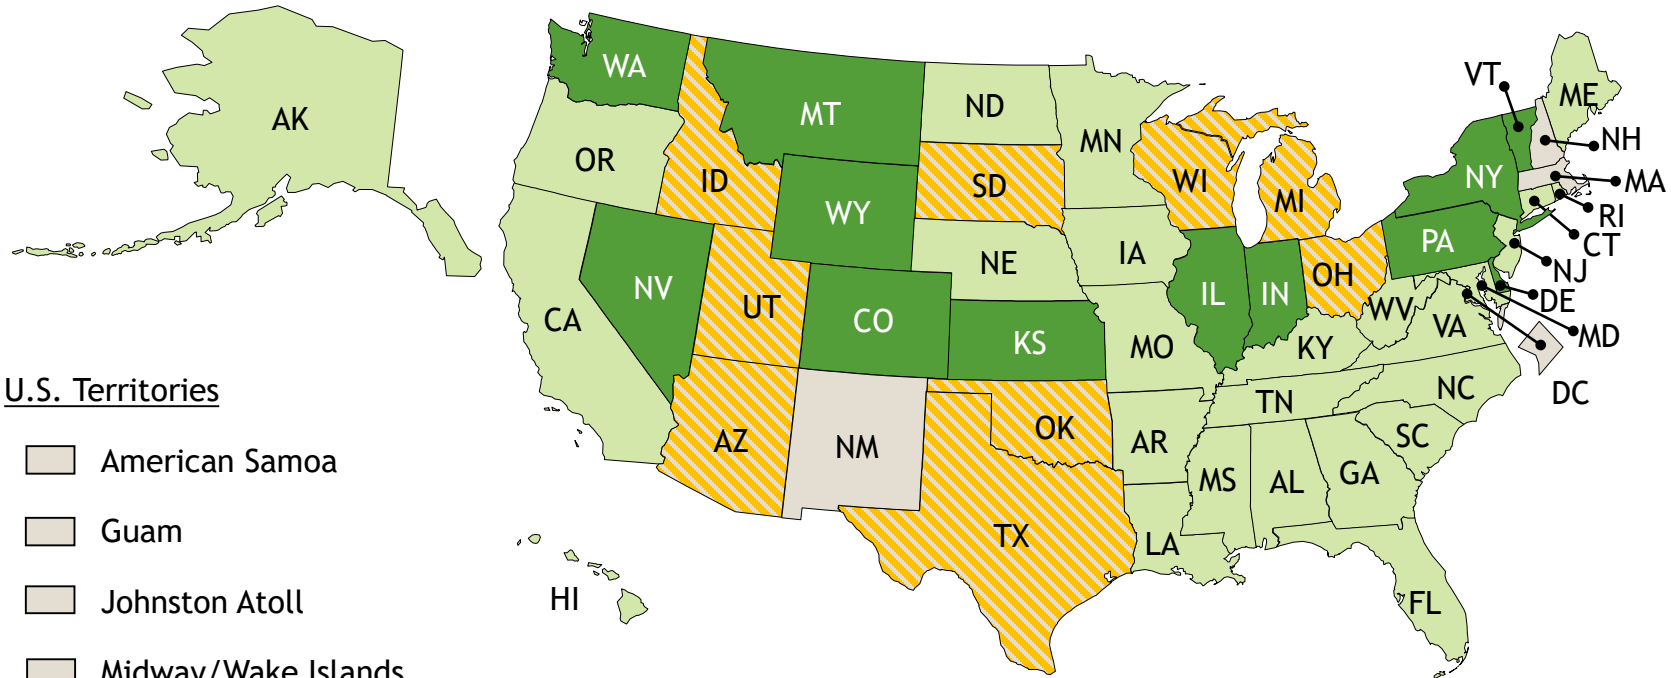 AK
WA
MT
ND
MN
VT
ME
NH
OR
ID
SD
WI
MI
NY
MA
RI
WY
CT
NE
IA
PA
NJ
NV
UT
CO
IL
IN
OH
DE
CA
KS
MO
WV
VA
KY
MD
DC
U.S. Territories
AZ
NM
OK
AR
TN
NC
SC
American Samoa
MS
AL
GA
Guam
TX
LA
HI
FL
Johnston Atoll
Midway/Wake Islands